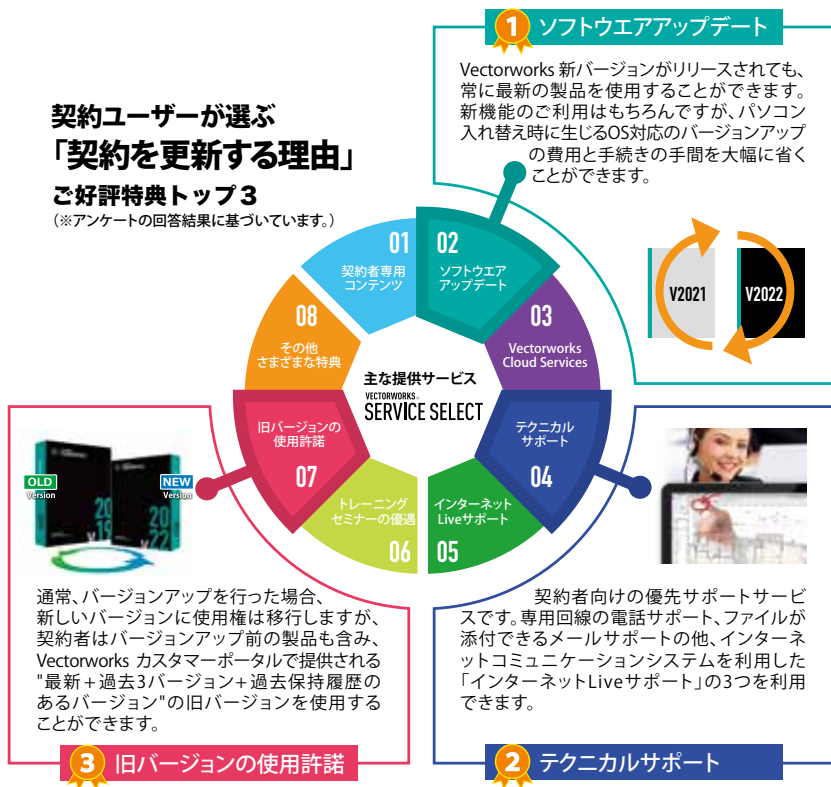 契約ユーザーが選ぶ
「契約を更新する理由」
ご好評特典トップ３
（※アンケートの回答結果に基づいています。）
1 ソフトウエアアップデート
Vectorworks 新バージョンがリリースされても、
常に最新の製品を使用することができます。
新機能のご利用はもちろんですが、パソコン
入れ替え時に生じるOS対応のバージョンアップ
の費用と手続きの手間を大幅に省く
ことができます。
V2021
V2022
主な提供サービス
VECTORWORKS®
SERVICE SELECT
01
契約者専用
コンテンツ
02
ソフトウエア
アップデート
03
Vectorworks
Cloud Services
テクニカル
サポート
04
インターネット
Liveサポート
05
トレーニング
セミナーの優遇
06
旧バージョンの
使用許諾
07
08
その他
さまざまな特典
OLD
Version
NEW
Version
通常、バージョンアップを行った場合、
新しいバージョンに使用権は移行しますが、
契約者はバージョンアップ前の製品も含み、
Vectorworks カスタマーポータルで提供される
"最新+過去3バージョン+過去保持履歴の
あるバージョン"の旧バージョンを使用する
ことができます。
3 旧バージョンの使用許諾
契約者向けの優先サポートサービ
スです。専用回線の電話サポート、ファイルが
添付できるメールサポートの他、インターネ
ットコミュニケーションシステムを利用した
「インターネットLiveサポート」の3つを利用
できます。
2 テクニカルサポート